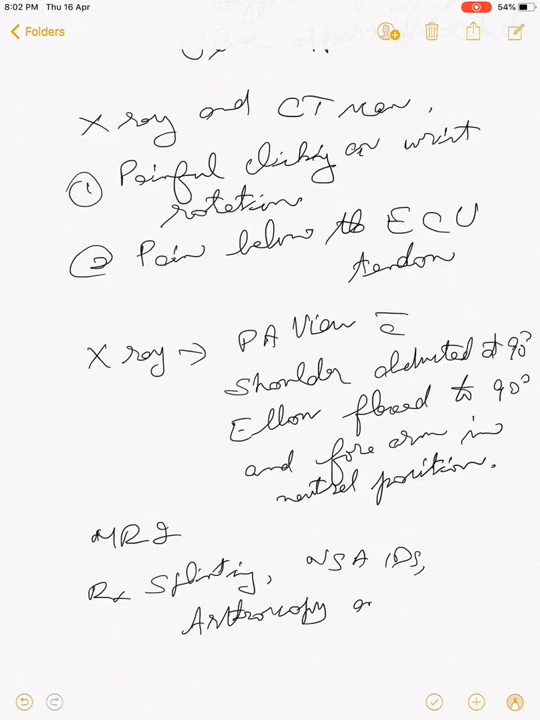 8:02 PM Thu 16 Apr
54%
Folders
X ray and CT scan.
① Painful clicking on wrist
rotation
② Pain below the ECU
tendon
X ray → PA View c̅
Shoulder abducted at 90°
Elbow flexed to 90°
and fore arm in
neutral position.
MRI
Rx Splinting, NSAIDS,
Arthroscopy